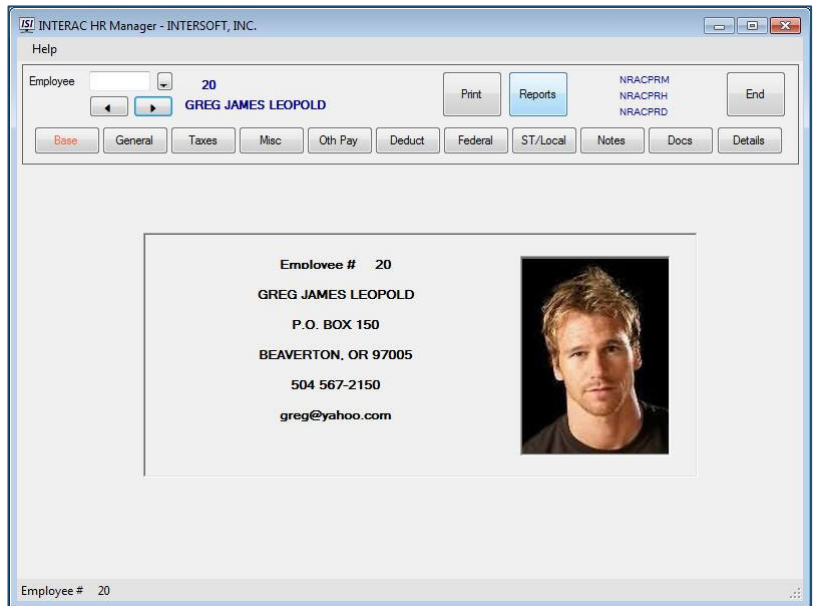 ISI INTERAC HR Manager - INTERSOFT, INC.
Help
Employee 20
GREG JAMES LEOPOLD
Print Reports
NRACPRM
NRACPRH
NRACPRD
End
Base General Taxes Misc Oth Pay Deduct Federal ST/Local Notes Docs Details
Employee # 20
GREG JAMES LEOPOLD
P.O. BOX 150
BEAVERTON, OR 97005
504 567-2150
greg@yahoo.com
Employee # 20